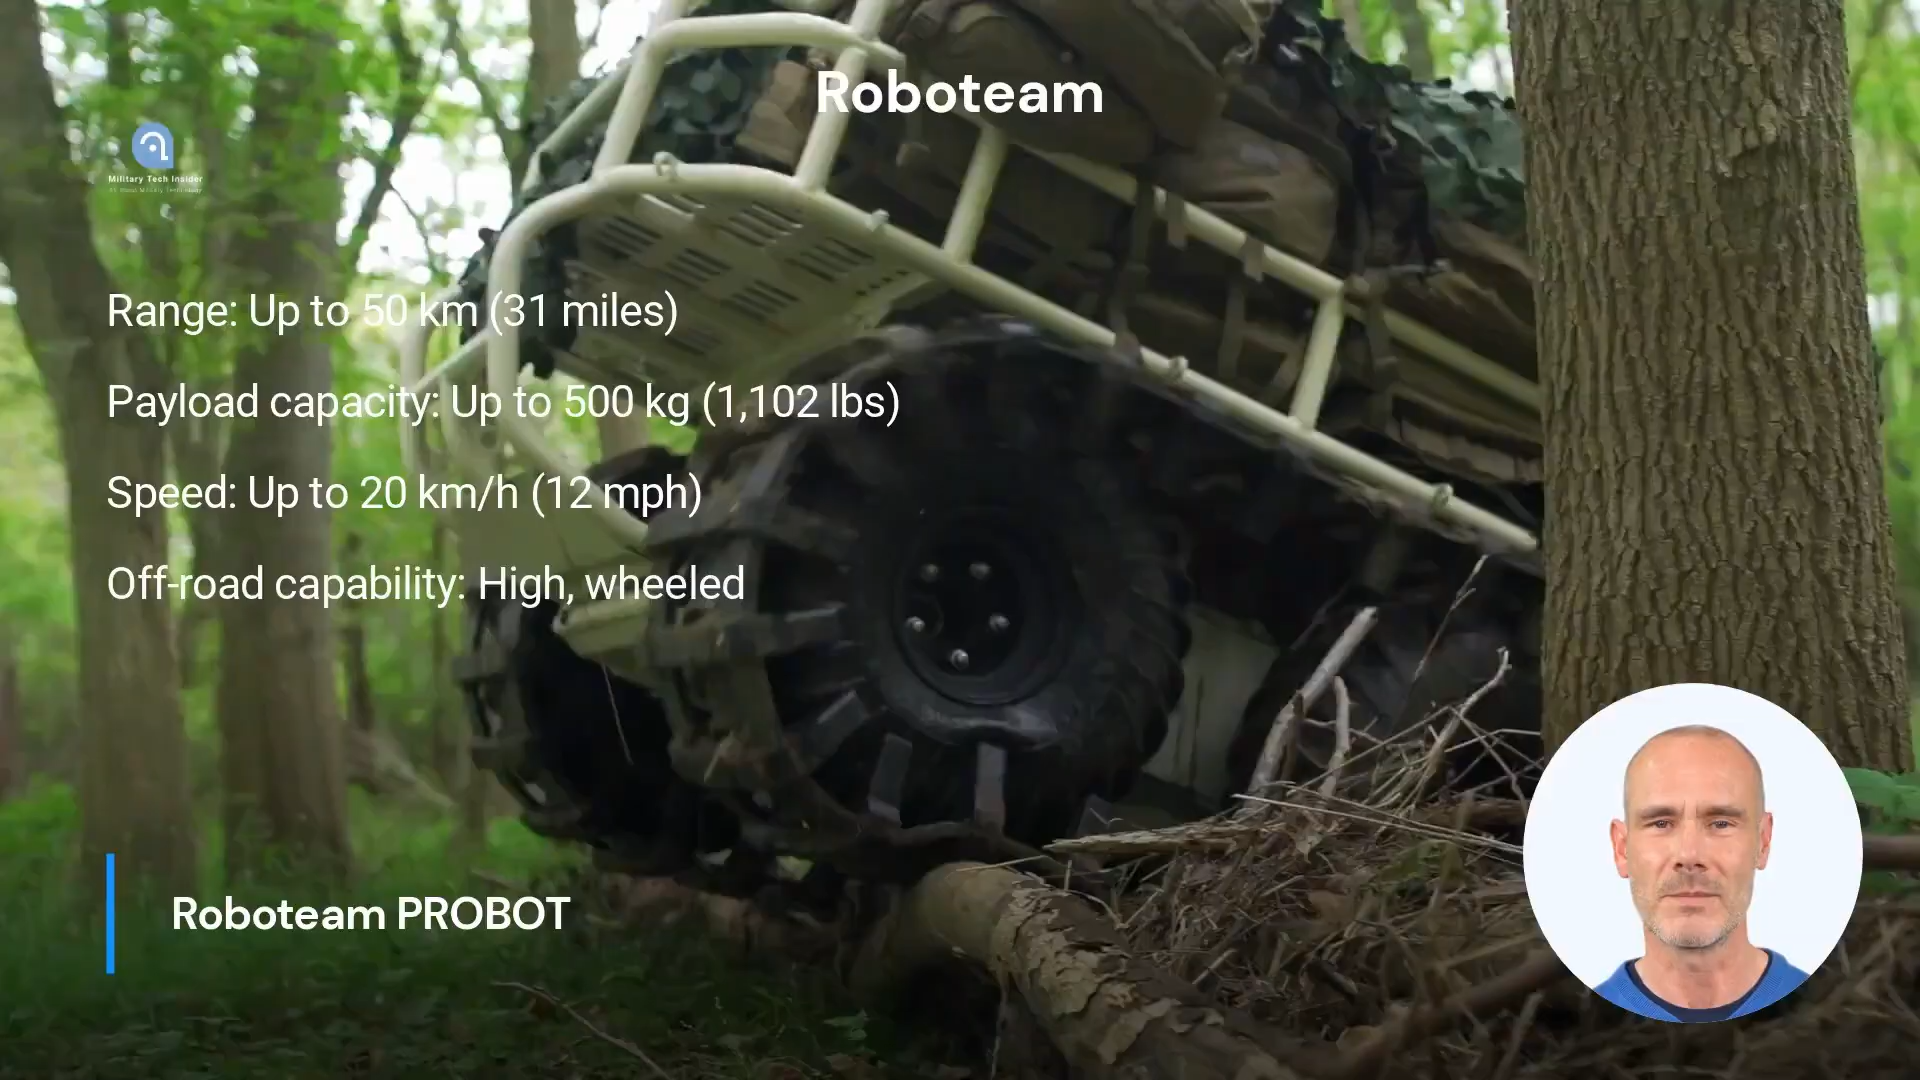 Roboteam
Military Tech Insider
Range: Up to 50 km (31 miles)
Payload capacity: Up to 500 kg (1,102 lbs)
Speed: Up to 20 km/h (12 mph)
Off-road capability: High, wheeled
Roboteam PROBOT